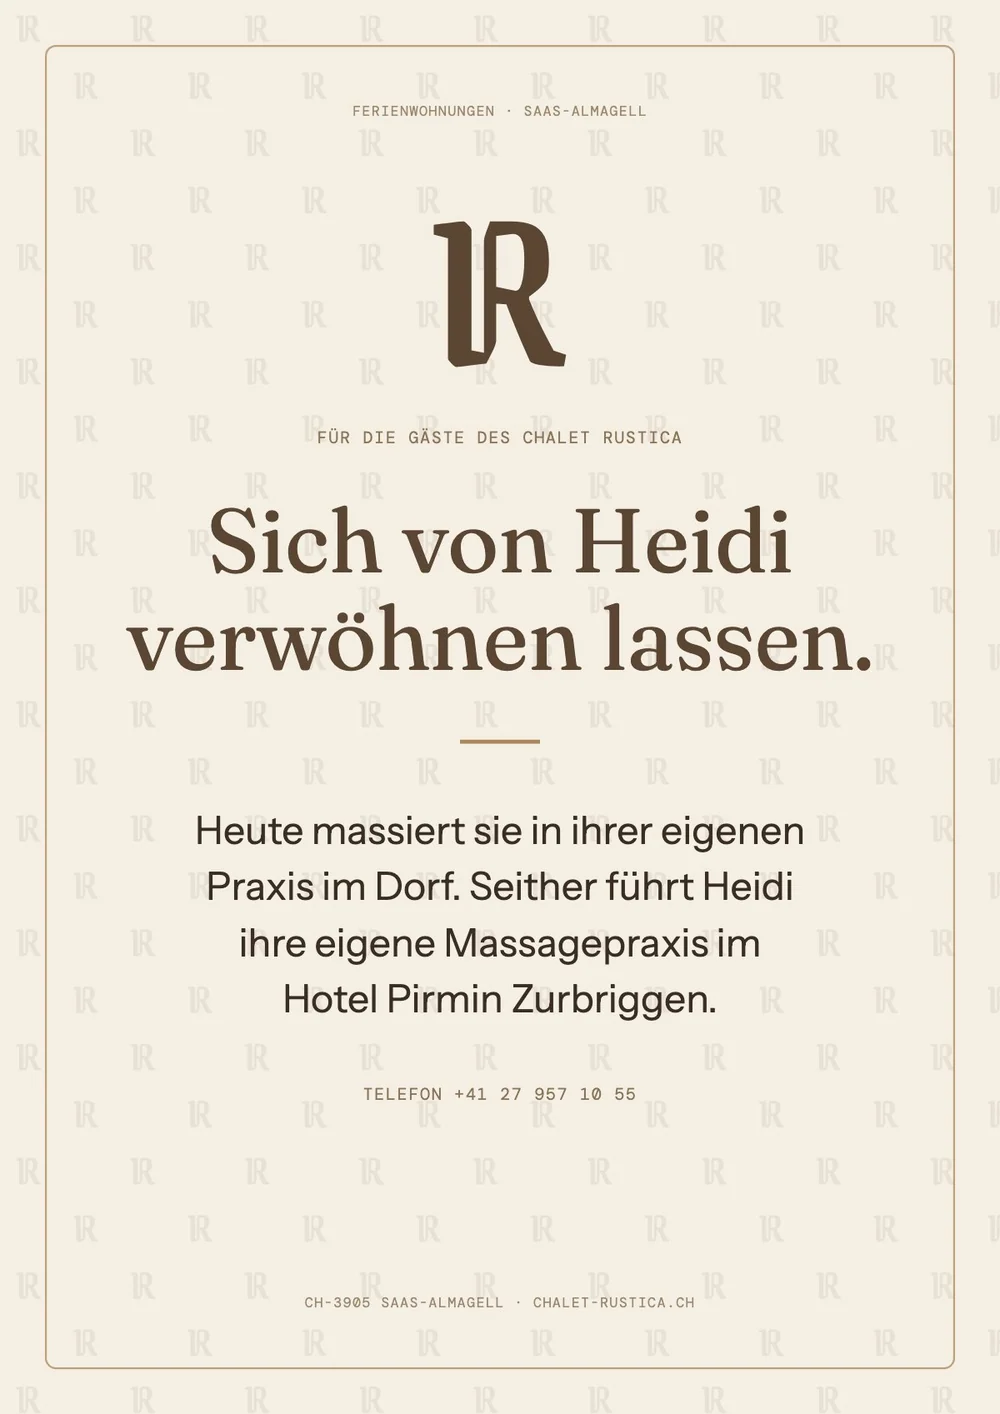 FERIENWOHNUNGEN · SAAS-ALMAGELL
R
FÜR DIE GÄSTE DES CHALET RUSTICA
Sich von Heidi
verwöhnen lassen.
Heute massiert sie in ihrer eigenen
Praxis im Dorf. Seither führt Heidi
ihre eigene Massagepraxis im
Hotel Pirmin Zurbriggen.
TELEFON +41 27 957 10 55
CH-3905 SAAS-ALMAGELL · CHALET-RUSTICA.CH